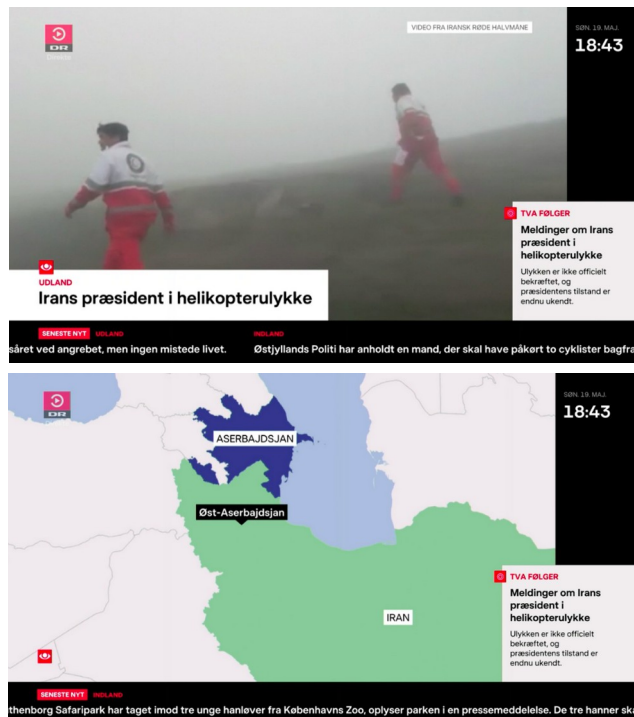 DR
VIDEO FRA IRANSK RØDE HALVMÅNE
SØN. 19. MAJ.
18:43
TVA FØLGER
Meldinger om Irans
præsident i
helikopterulykke
Ulykken er ikke officielt
bekræftet, og
præsidentens tilstand er
endnu ukendt.
UDLAND
Irans præsident i helikopterulykke
SENESTE NYT UDLAND INDLAND
såret ved angrebet, men ingen mistede livet. Østjyllands Politi har anholdt en mand, der skal have påkørt to cyklister bagfra
DR
SØN. 19. MAJ.
18:43
ASERBAJDSJAN
Øst-Aserbajdsjan
IRAN
TVA FØLGER
Meldinger om Irans
præsident i
helikopterulykke
Ulykken er ikke officielt
bekræftet, og
præsidentens tilstand er
endnu ukendt.
SENESTE NYT INDLAND
thenborg Safaripark har taget imod tre unge hanløver fra Københavns Zoo, oplyser parken i en pressemeddelelse. De tre hanner ska